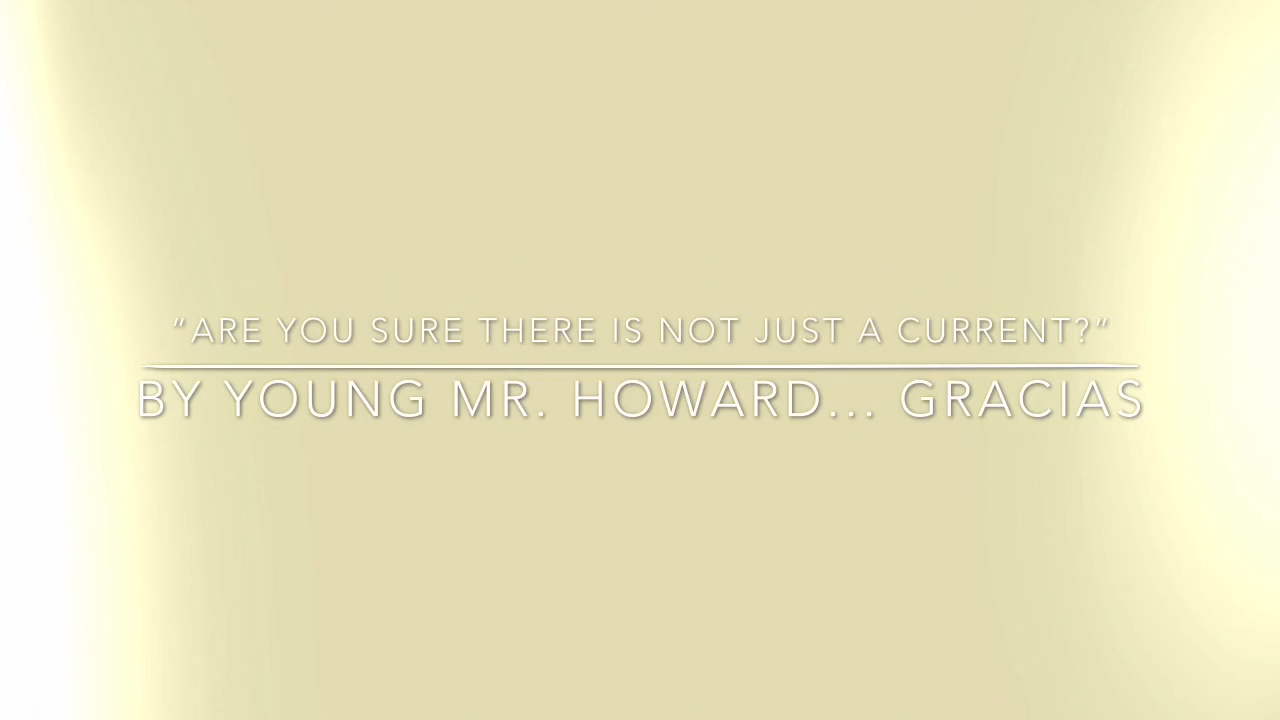 "ARE YOU SURE THERE IS NOT JUST A CURRENT?"
BY YOUNG MR. HOWARD... GRACIAS